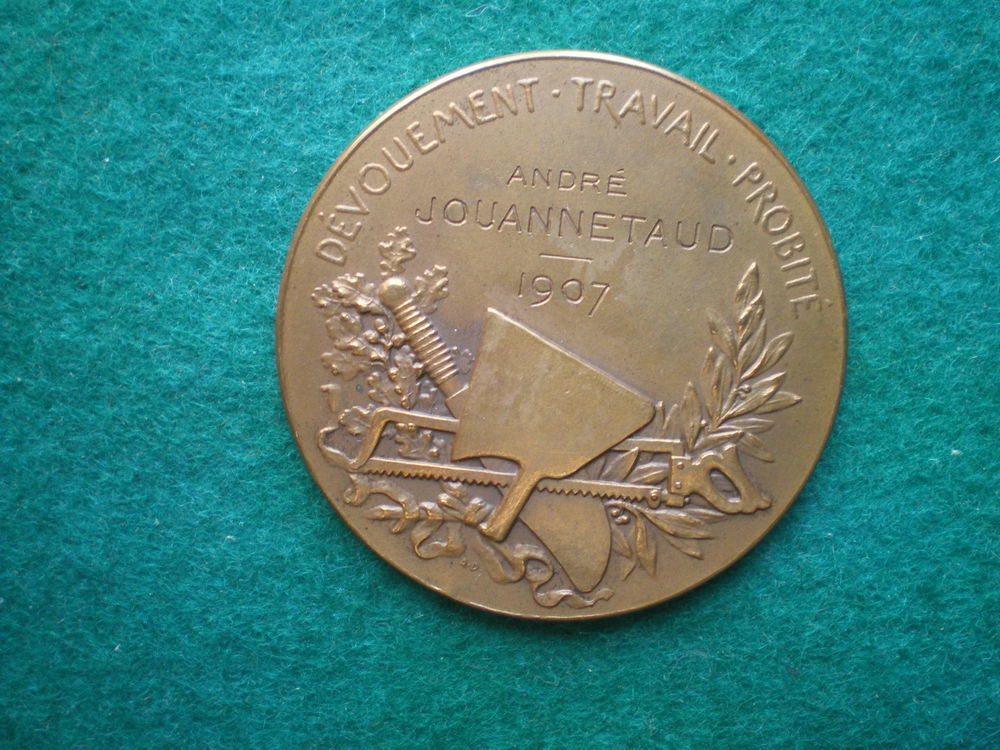 DÉVOUEMENT · TRAVAIL · PROBITÉ
ANDRÉ
JOUANNETAUD
1907